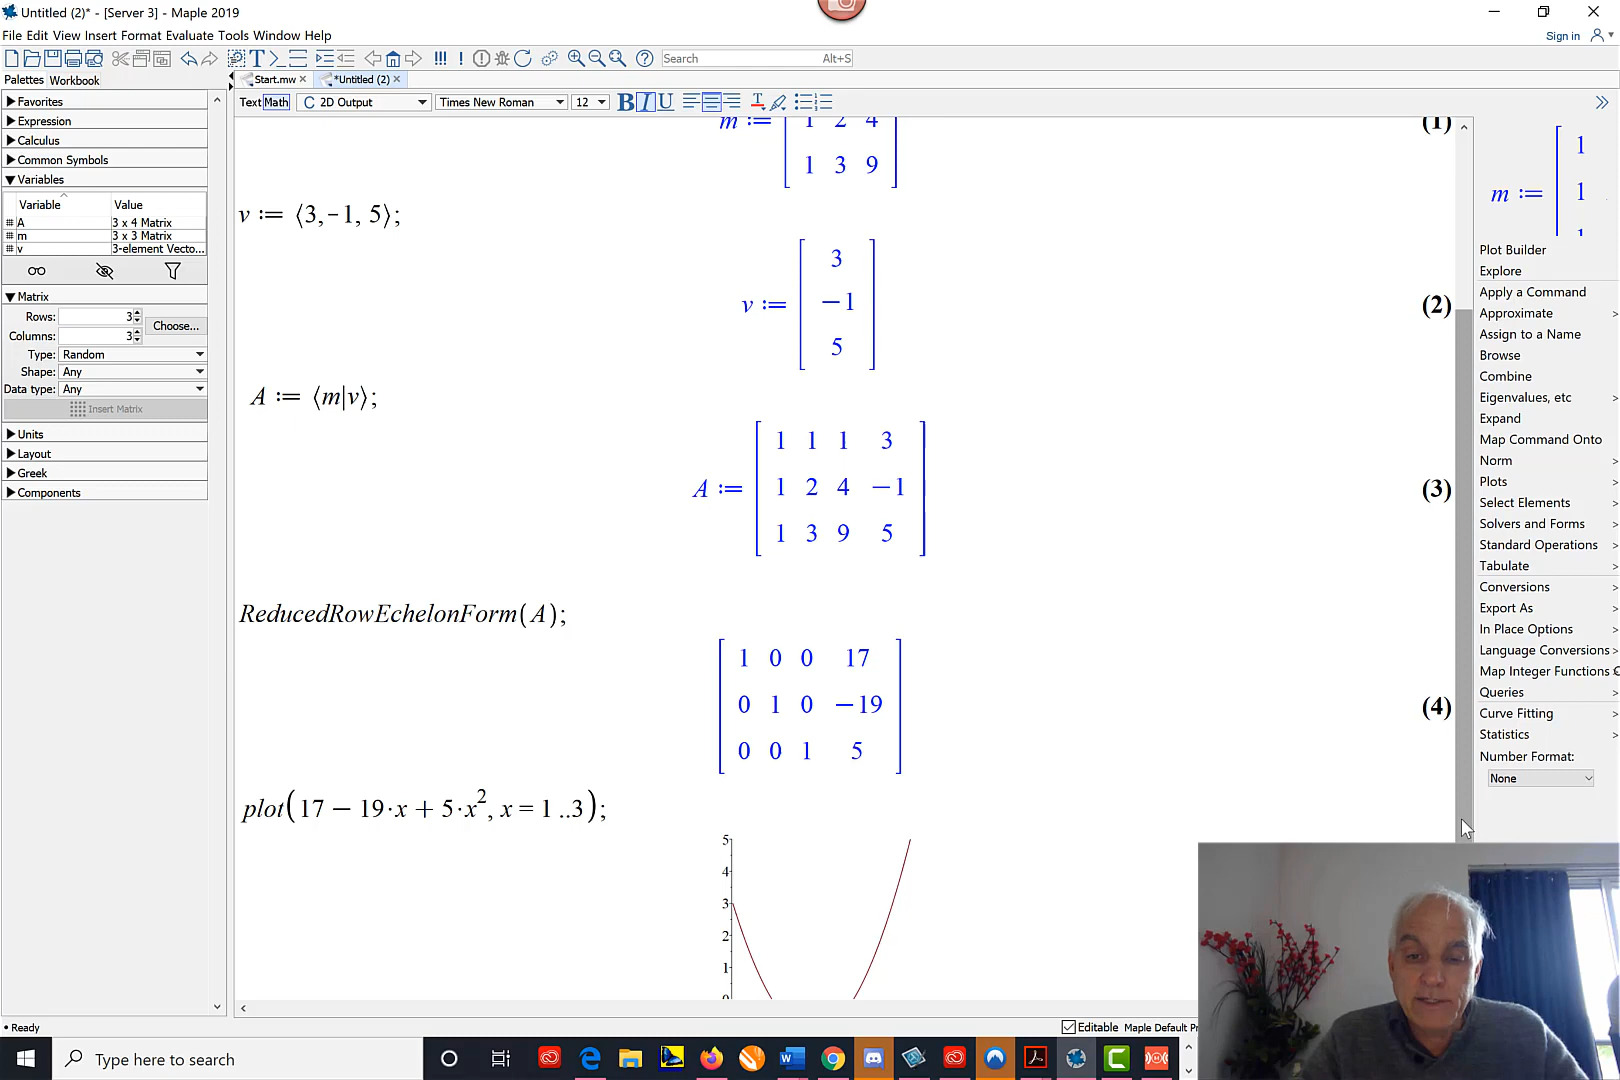 Untitled (2)* - [Server 3] - Maple 2019
File Edit View Insert Format Evaluate Tools Window Help
Search Alt+S
Sign in
Palettes Workbook
Start.mw *Untitled (2)
Text Math C 2D Output Times New Roman 12 B I U
Favorites
Expression
Calculus
Common Symbols
Variables
Variable Value
A 3 x 4 Matrix
m 3 x 3 Matrix
v 3-element Vecto...
Matrix
Rows: 3
Choose...
Columns: 3
Type: Random
Shape: Any
Data type: Any
Insert Matrix
Units
Layout
Greek
Components
m := 1 2 4
1 3 9
(1)
v := ⟨3,-1, 5⟩;
v := 3
-1
5
(2)
A := ⟨m|v⟩;
A := 1 1 1 3
1 2 4 -1
1 3 9 5
(3)
ReducedRowEchelonForm(A);
1 0 0 17
0 1 0 -19
0 0 1 5
(4)
plot(17 − 19·x + 5·x², x = 1 ..3);
5
4
3
2
1
0
m := 1
1
1
Plot Builder
Explore
Apply a Command
Approximate >
Assign to a Name
Browse
Combine
Eigenvalues, etc >
Expand
Map Command Onto
Norm >
Plots >
Select Elements >
Solvers and Forms >
Standard Operations >
Tabulate >
Conversions >
Export As >
In Place Options >
Language Conversions >
Map Integer Functions
Queries >
Curve Fitting >
Statistics >
Number Format:
None
Ready
Editable Maple Default Pr
Type here to search